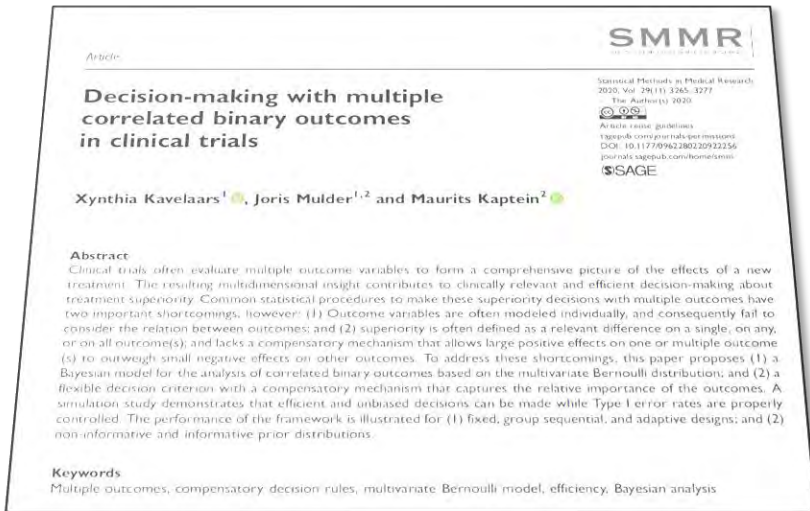 SMMR
Article
Statistical Methods in Medical Research
2020, Vol. 29(11) 3265–3277
The Author(s) 2020
Article reuse guidelines:
sagepub.com/journals-permissions
DOI: 10.1177/0962280220922256
journals.sagepub.com/home/smm
SAGE
Decision-making with multiple
correlated binary outcomes
in clinical trials
Xynthia Kavelaars1, Joris Mulder1,2 and Maurits Kaptein2
Abstract
Clinical trials often evaluate multiple outcome variables to form a comprehensive picture of the effects of a new
treatment. The resulting multidimensional insight contributes to clinically relevant and efficient decision-making about
treatment superiority. Common statistical procedures to make these superiority decisions with multiple outcomes have
two important shortcomings, however: (1) Outcome variables are often modeled individually, and consequently fail to
consider the relation between outcomes; and (2) superiority is often defined as a relevant difference on a single, on any,
or on all outcome(s); and lacks a compensatory mechanism that allows large positive effects on one or multiple outcome
(s) to outweigh small negative effects on other outcomes. To address these shortcomings, this paper proposes (1) a
Bayesian model for the analysis of correlated binary outcomes based on the multivariate Bernoulli distribution; and (2) a
flexible decision criterion with a compensatory mechanism that captures the relative importance of the outcomes. A
simulation study demonstrates that efficient and unbiased decisions can be made while Type I error rates are properly
controlled. The performance of the framework is illustrated for (1) fixed, group sequential, and adaptive designs; and (2)
non-informative and informative prior distributions.
Keywords
Multiple outcomes, compensatory decision rules, multivariate Bernoulli model, efficiency, Bayesian analysis